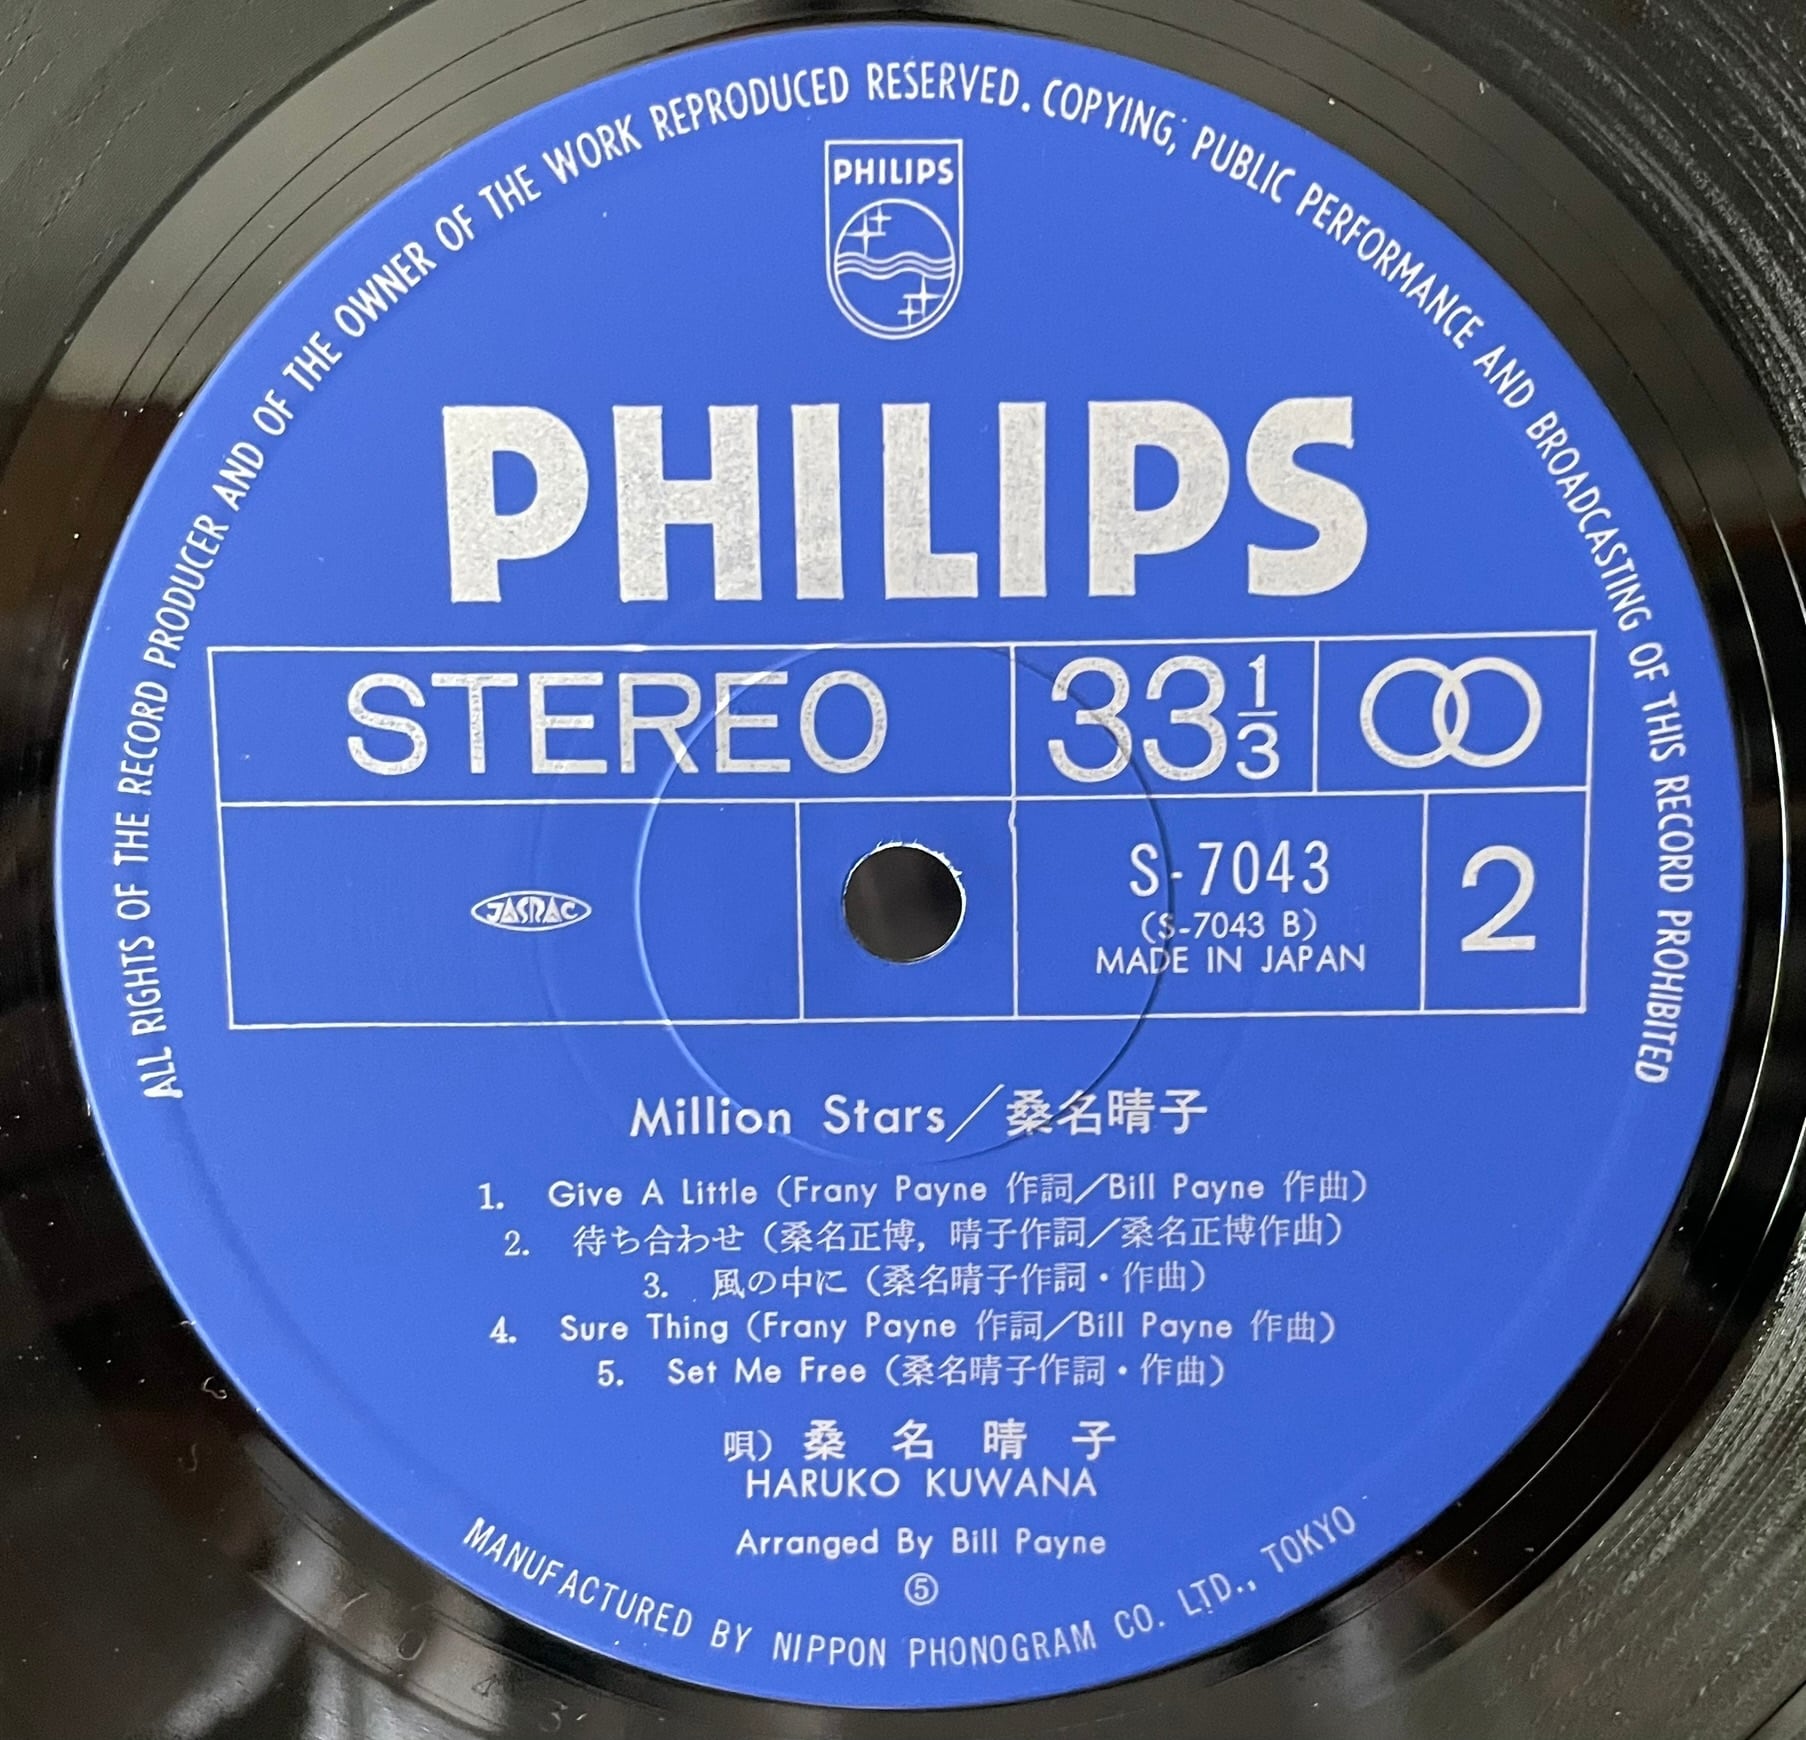 ALL RIGHTS OF THE RECORD PRODUCER AND OF THE OWNER OF THE WORK REPRODUCED RESERVED. COPYING, PUBLIC PERFORMANCE AND BROADCASTING OF THIS RECORD PROHIBITED
PHILIPS
PHILIPS
STEREO 33 1/3
JASRAC
S-7043
(S-7043 B)
MADE IN JAPAN
2
Million Stars/桑名晴子
1. Give A Little (Frany Payne 作詞/Bill Payne 作曲)
2. 待ち合わせ (桑名正博, 晴子作詞/桑名正博作曲)
3. 風の中に (桑名晴子作詞・作曲)
4. Sure Thing (Frany Payne 作詞/Bill Payne 作曲)
5. Set Me Free (桑名晴子作詞・作曲)
唄) 桑名晴子
HARUKO KUWANA
Arranged By Bill Payne
⑤
MANUFACTURED BY NIPPON PHONOGRAM CO. LTD., TOKYO